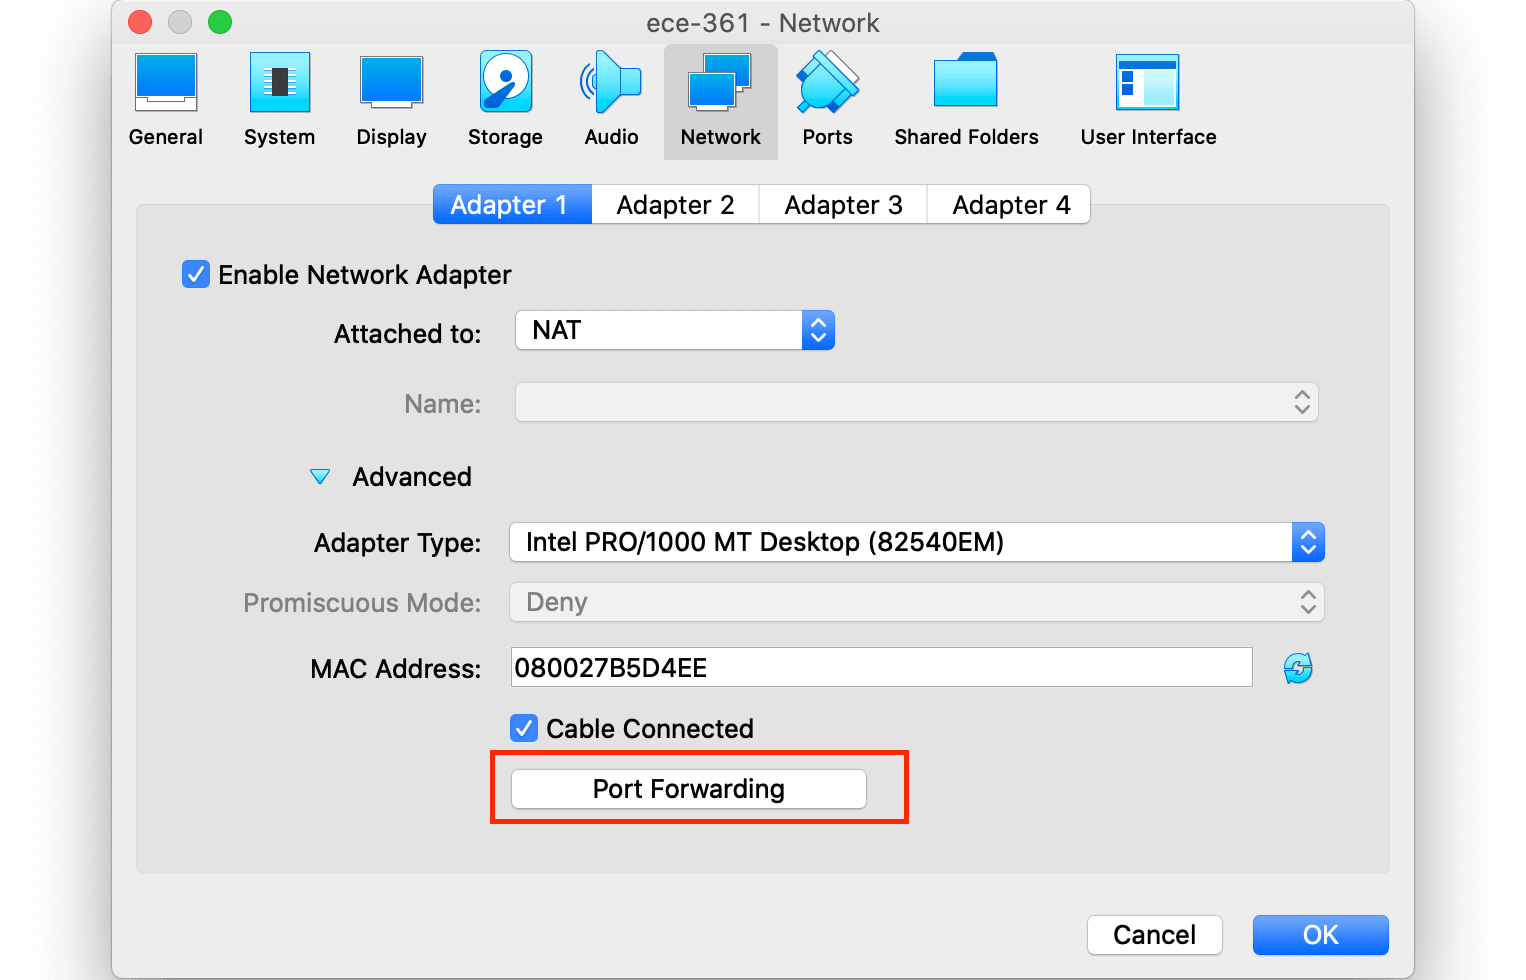 ece-361 - Network
General System Display Storage Audio Network Ports Shared Folders User Interface
Adapter 1 Adapter 2 Adapter 3 Adapter 4
Enable Network Adapter
Attached to: NAT
Name:
Advanced
Adapter Type: Intel PRO/1000 MT Desktop (82540EM)
Promiscuous Mode: Deny
MAC Address: 080027B5D4EE
Cable Connected
Port Forwarding
Cancel OK